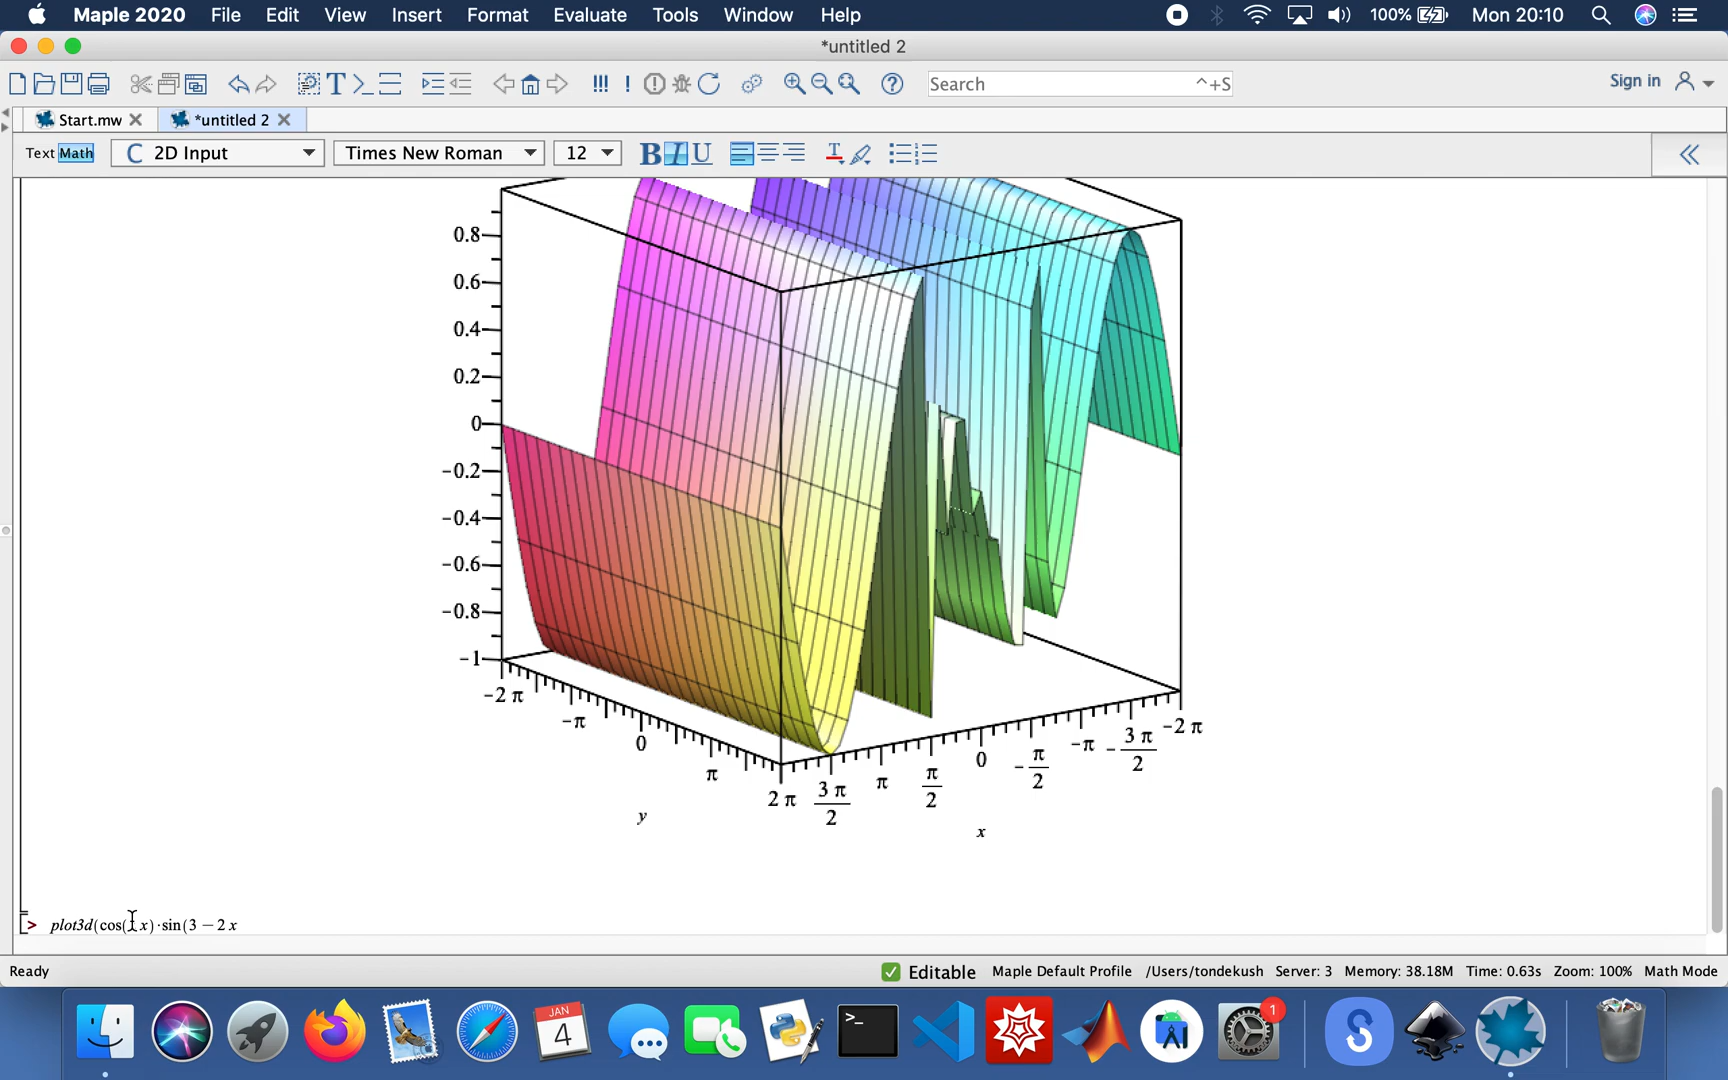 Maple 2020 File Edit View Insert Format Evaluate Tools Window Help 100% Mon 20:10
*untitled 2
Search ^+S Sign in
Start.mw *untitled 2
Text Math C 2D Input Times New Roman 12 B I U
0.8
0.6
0.4
0.2
0
-0.2
-0.4
-0.6
-0.8
-1
-2 π -π 0 π 2 π
y
2 π 3 π/2 π π/2 0 -π/2 -π -3 π/2 -2 π
x
> plot3d(cos( x)·sin(3 − 2 x
Ready Editable Maple Default Profile /Users/tondekush Server: 3 Memory: 38.18M Time: 0.63s Zoom: 100% Math Mode
JAN
4
1